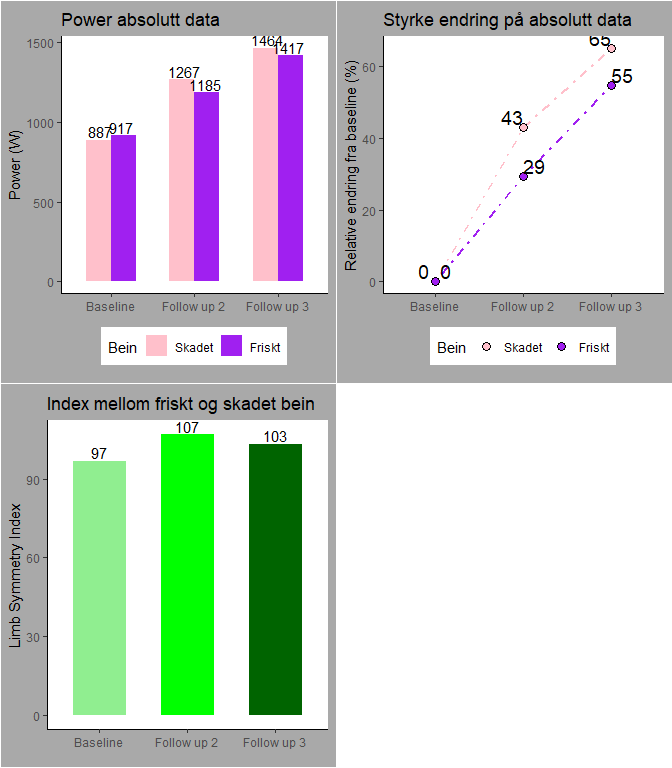 Power absolutt data
Power (W)
1500
1000
500
0
887
917
1267
1185
1464
1417
Baseline
Follow up 2
Follow up 3
Bein
Skadet
Friskt
Styrke endring på absolutt data
Relative endring fra baseline (%)
60
40
20
0
0
0
43
29
65
55
Baseline
Follow up 2
Follow up 3
Bein
Skadet
Friskt
Index mellom friskt og skadet bein
Limb Symmetry Index
90
60
30
0
97
107
103
Baseline
Follow up 2
Follow up 3